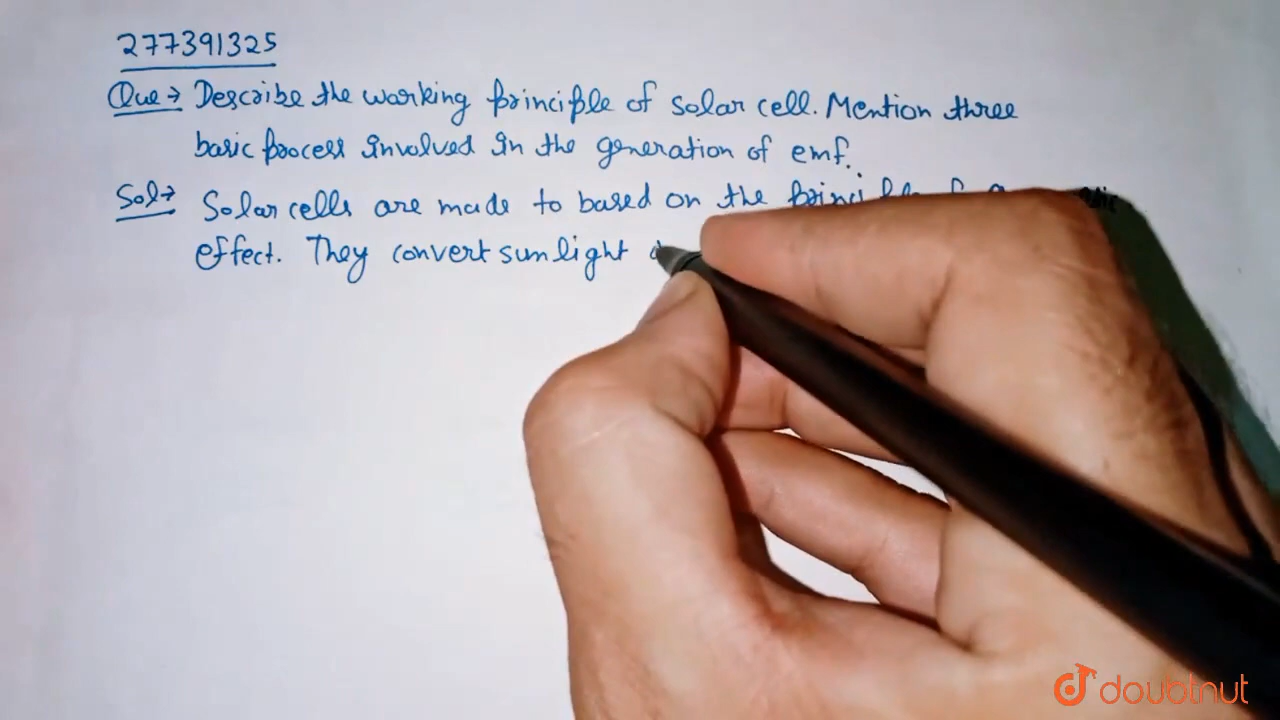 277391325
Que → Describe the working principle of solar cell. Mention three
basic process involved in the generation of emf.
Sol → Solar cells are made to based on the
effect. They convert sunlight
doubtnut